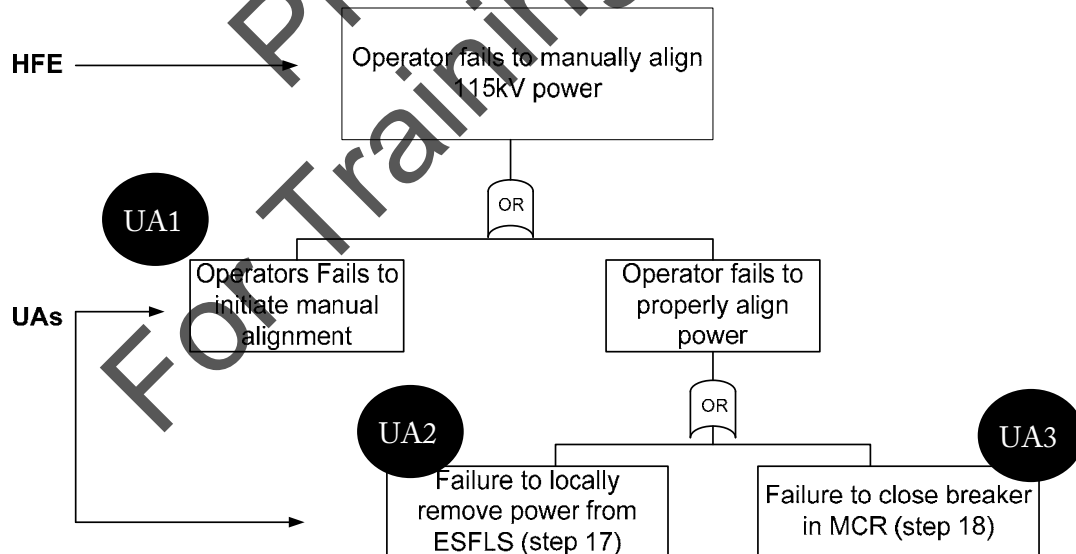 HFE
Operator fails to manually align
115kV power
OR
UA1
Operators Fails to
initiate manual
alignment
Operator fails to
properly align
power
UAs
OR
UA2
UA3
Failure to locally
remove power from
ESFLS (step 17)
Failure to close breaker
in MCR (step 18)
For Training